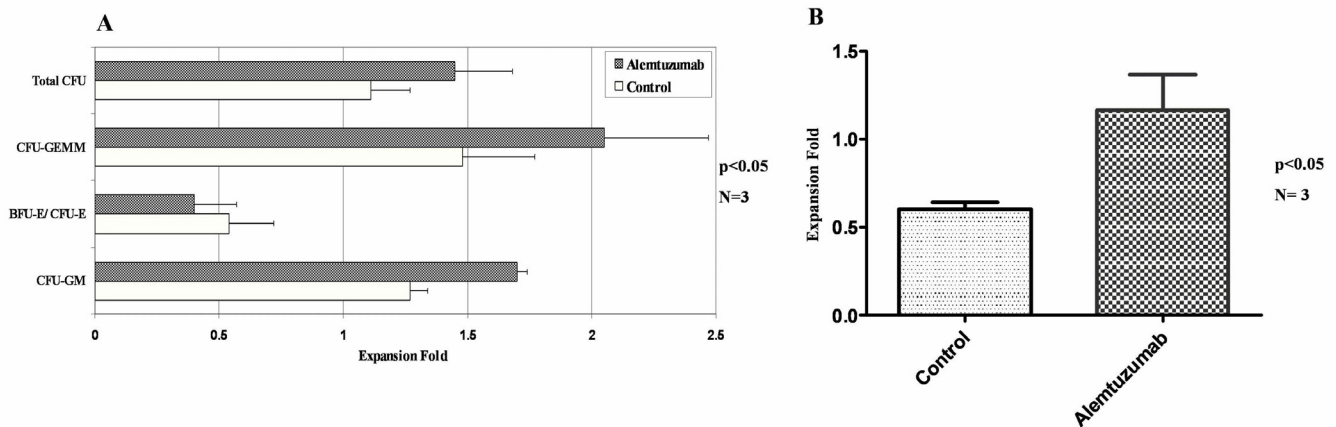 A
Total CFU
CFU-GEMM
BFU-E/ CFU-E
CFU-GM
Alemtuzumab
Control
0 0.5 1 1.5 2 2.5
Expansion Fold
p<0.05
N=3
B
Expansion Fold
1.5
1.0
0.5
0.0
Control
Alemtuzumab
p<0.05
N= 3